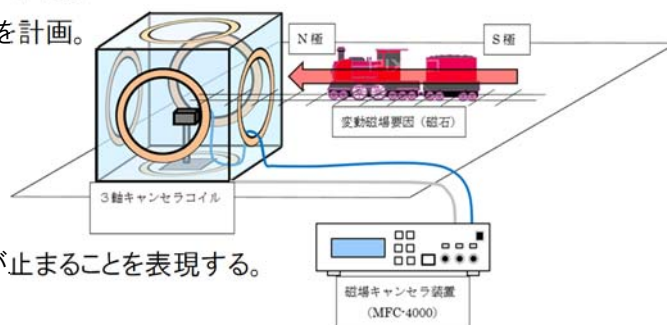 を計画。
N極
S極
変動磁場要因（磁石）
3軸キャンセラコイル
止まることを表現する。
磁場キャンセラ装置
（MFC-4000）